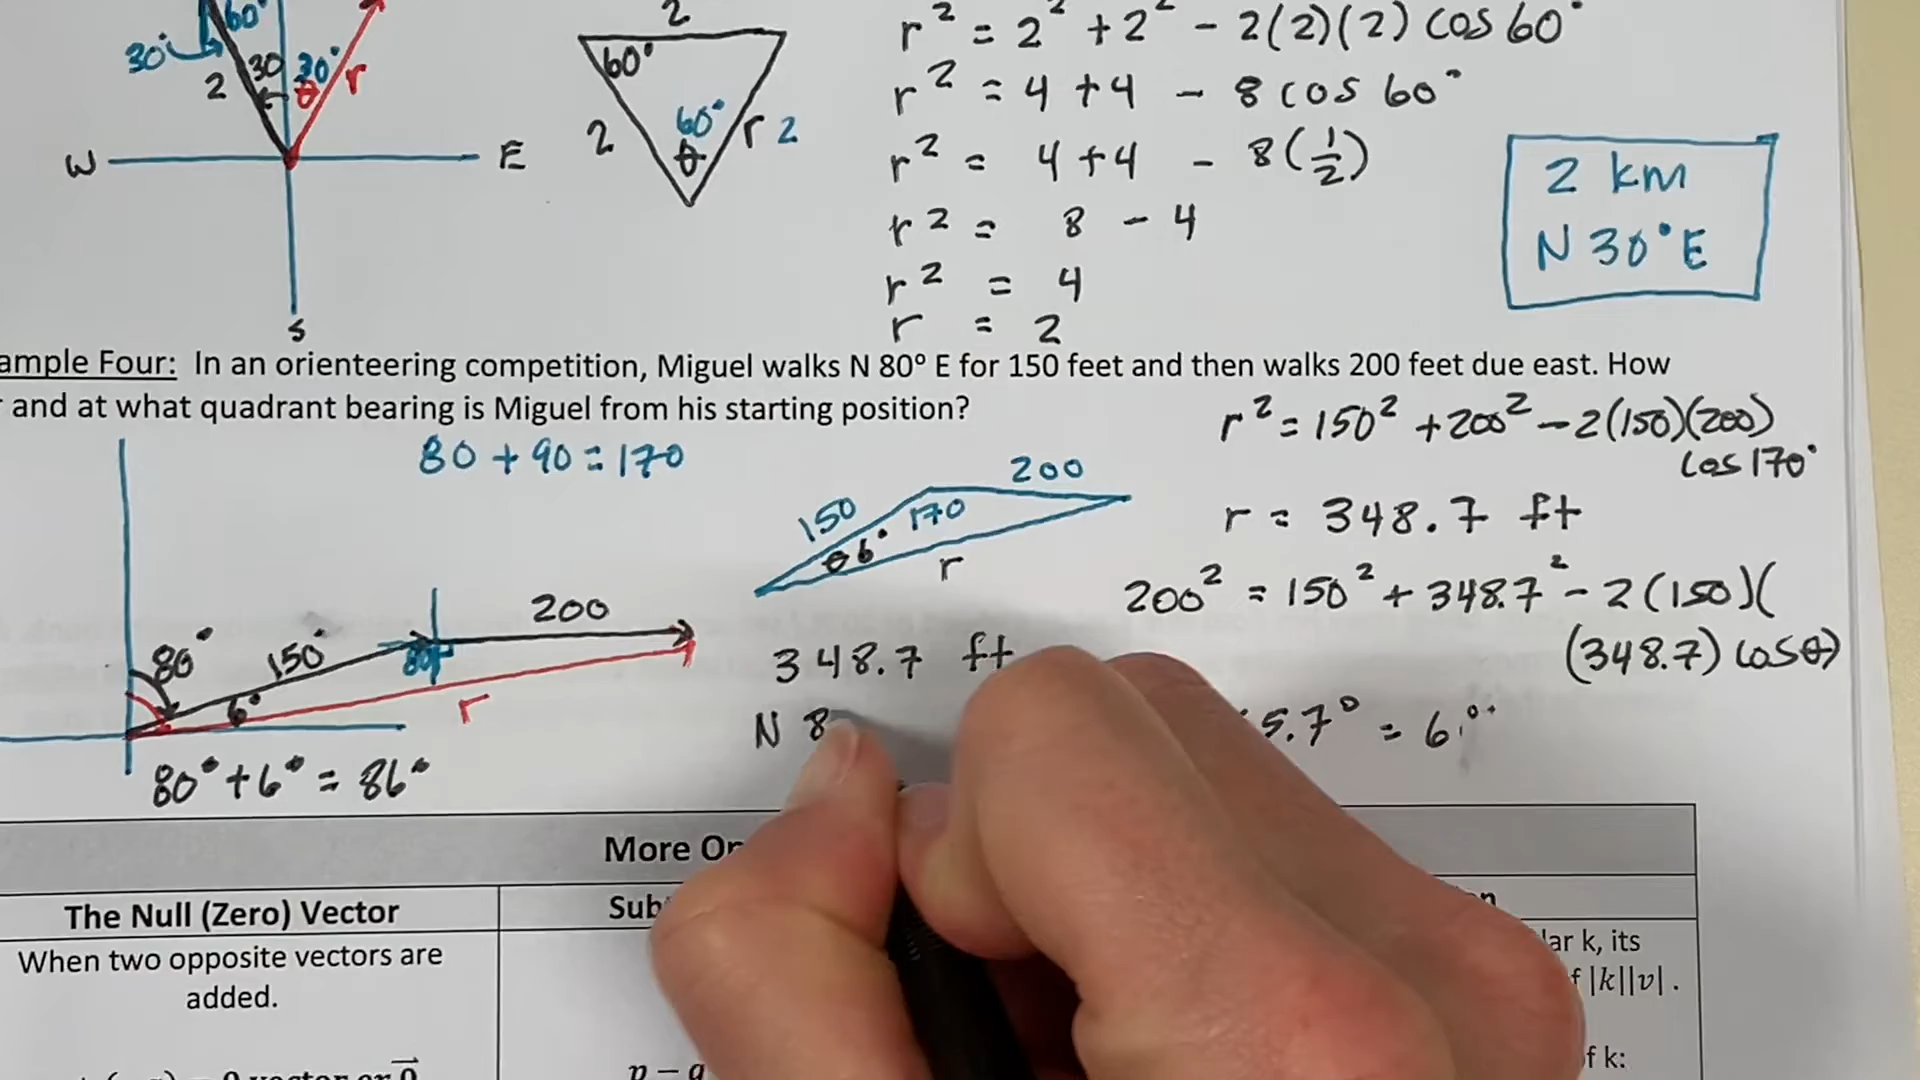 60°
30°
30
30°
θ
2
r
W
E
S
2
60°
60°
2
θ
r 2
r² = 2² + 2² - 2(2)(2) cos 60°
r² = 4 + 4 - 8 cos 60°
r² = 4 + 4 - 8(1/2)
r² = 8 - 4
r² = 4
r = 2
2 km
N 30° E
ample Four: In an orienteering competition, Miguel walks N 80º E for 150 feet and then walks 200 feet due east. How
and at what quadrant bearing is Miguel from his starting position?
80 + 90 = 170
80°
150
200
6°
r
80° + 6° = 86°
150
200
170
θ 6°
r
r² = 150² + 200² - 2(150)(200)
cos 170°
r = 348.7 ft
200² = 150² + 348.7² - 2(150)(
(348.7) cos θ)
5.7° = 6°
348.7 ft
N 8
More Op
The Null (Zero) Vector
Sub
When two opposite vectors are
added.
lar k, its
f |k||v|.
p − q
f k:
0 vector or 0⃗